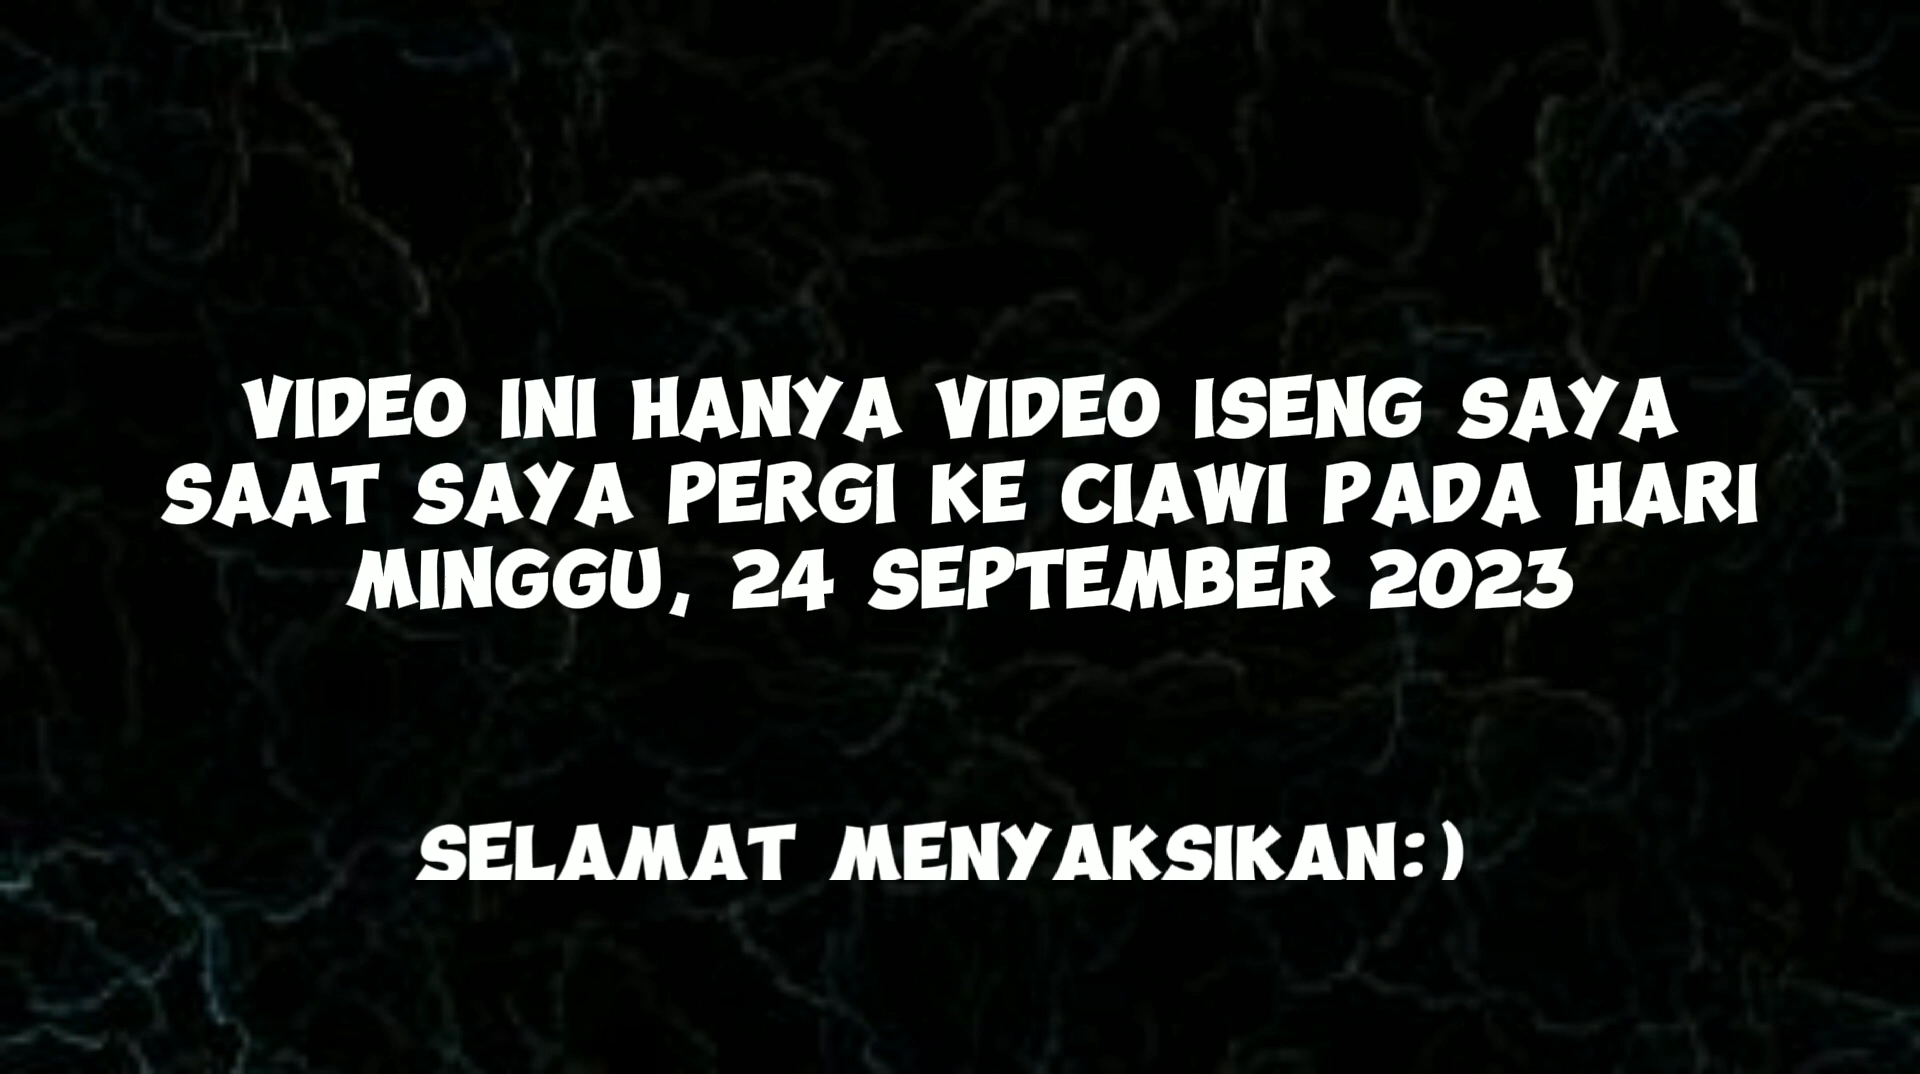 VIDEO INI HANYA VIDEO ISENG SAYA
SAAT SAYA PERGI KE CIAWI PADA HARI
MINGGU, 24 SEPTEMBER 2023
SELAMAT MENYAKSIKAN:)